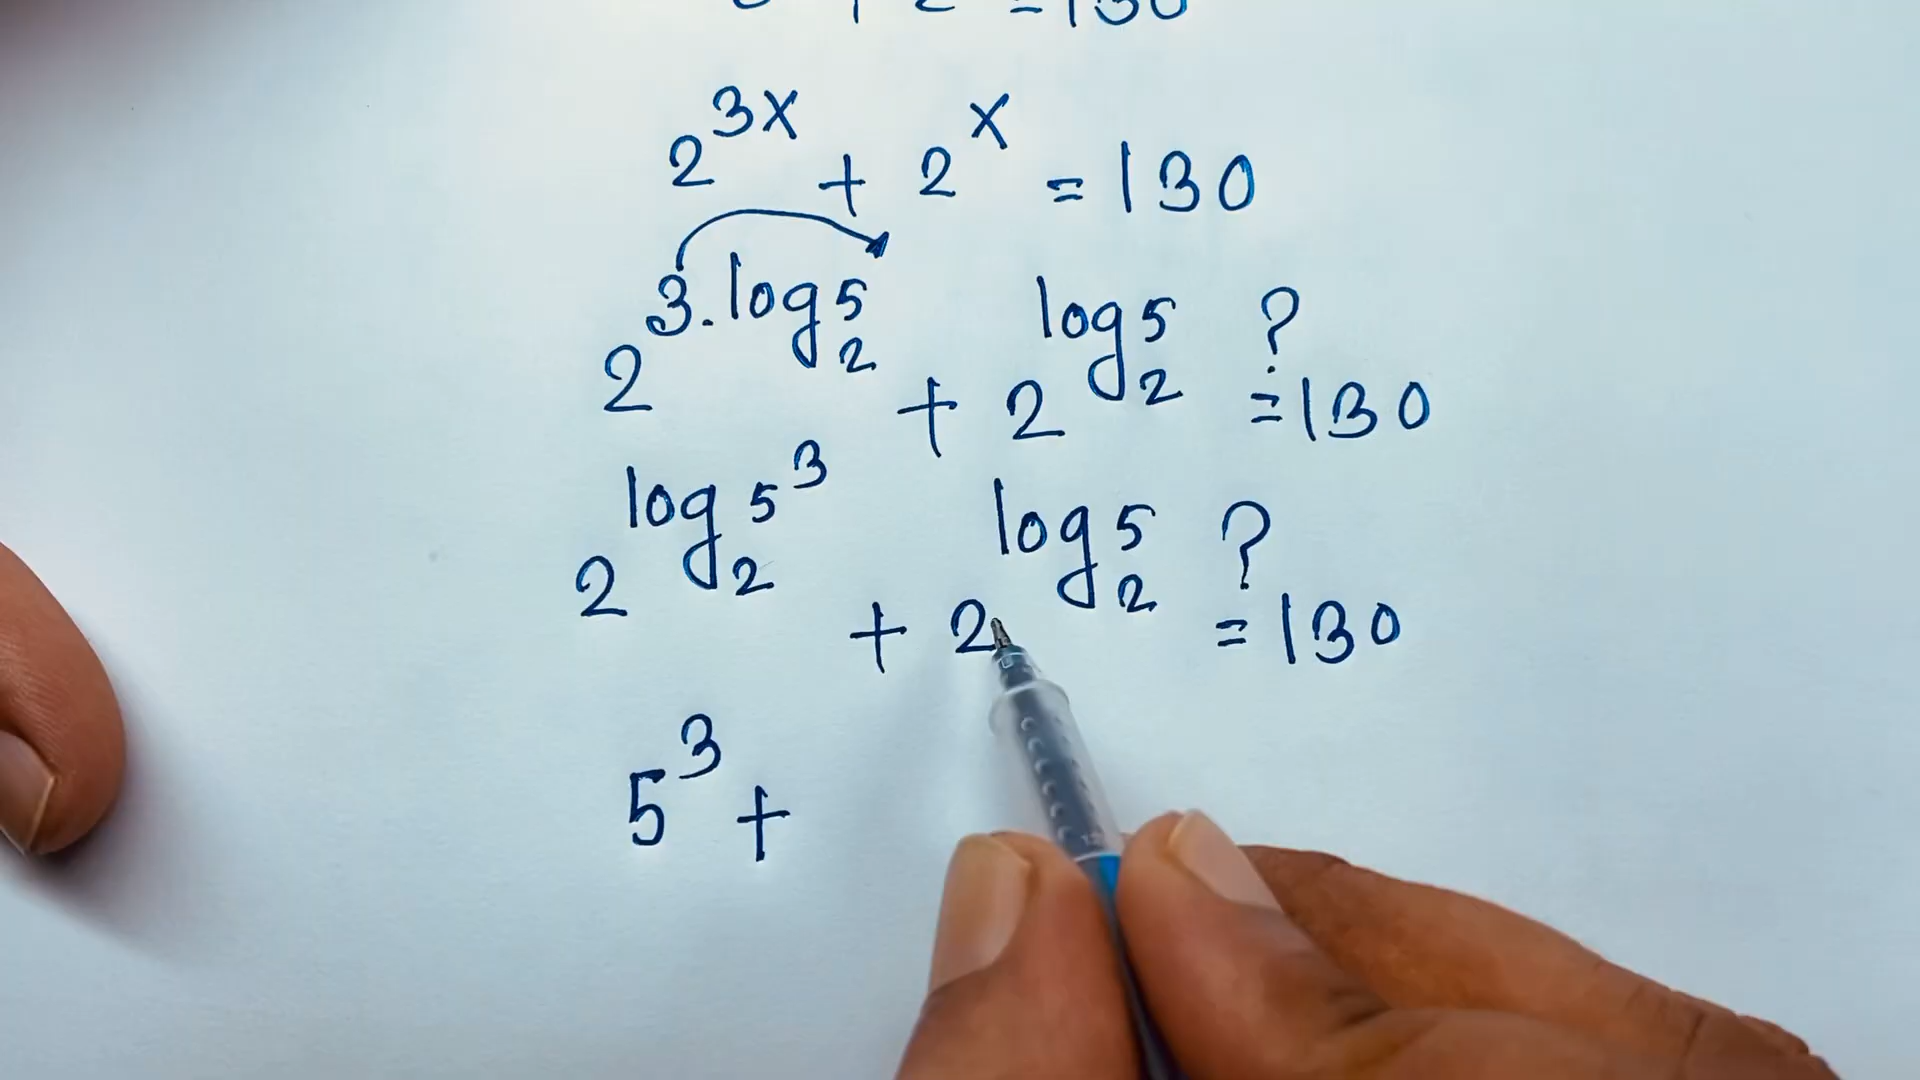 = 130
2^{3x} + 2^x = 130
2^{3.log_2 5} + 2^{log_2 5} ?= 130
2^{log_2 5^3} + 2^{log_2 5} ?= 130
5^3 +